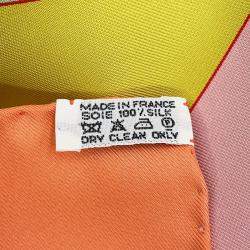 MADE IN FRANCE
SOIE 100% SILK
DRY CLEAN ONLY